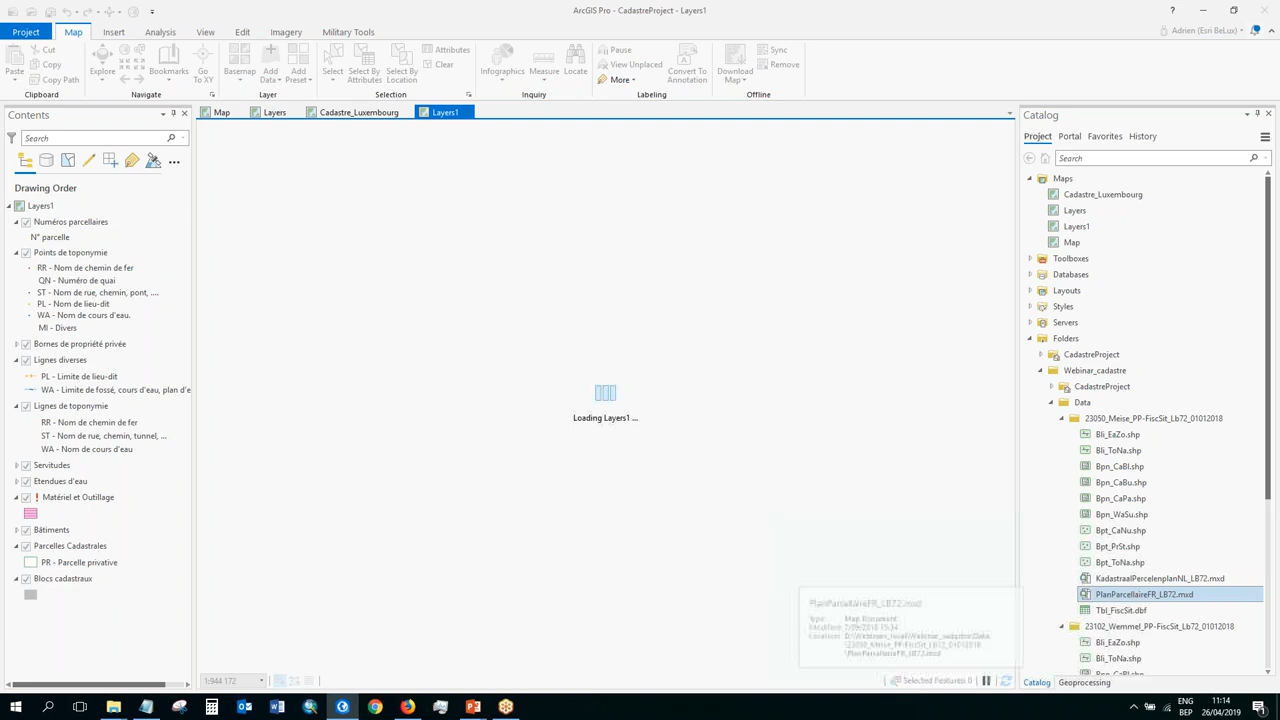 ArcGIS Pro - CadastreProject - Layers1
Project
Map
Insert
Analysis
View
Edit
Imagery
Military Tools
Adrien (Esri BeLux)
Paste
Cut
Copy
Copy Path
Clipboard
Explore
Bookmarks
Go To XY
Navigate
Basemap
Add Data
Add Preset
Layer
Select
Select By Attributes
Select By Location
Attributes
Clear
Selection
Infographics
Measure
Locate
Inquiry
Pause
View Unplaced
More
Convert To Annotation
Labeling
Download Map
Sync
Remove
Offline
Contents
Search
Drawing Order
Layers1
Numéros parcellaires
N° parcelle
Points de toponymie
RR - Nom de chemin de fer
QN - Numéro de quai
ST - Nom de rue, chemin, pont, ....
PL - Nom de lieu-dit
WA - Nom de cours d'eau.
MI - Divers
Bornes de propriété privée
Lignes diverses
PL - Limite de lieu-dit
WA - Limite de fossé, cours d'eau, plan d'e
Lignes de toponymie
RR - Nom de chemin de fer
ST - Nom de rue, chemin, tunnel, ...
WA - Nom de cours d'eau
Servitudes
Etendues d'eau
! Matériel et Outillage
Bâtiments
Parcelles Cadastrales
PR - Parcelle privative
Blocs cadastraux
Map
Layers
Cadastre_Luxembourg
Layers1
Loading Layers1 ...
PlanParcellaireFR_LB72.mxd
Type: Map Document
Modified: 7/09/2018 15:34
1:944 172
Selected Features: 0
Catalog
Project
Portal
Favorites
History
Search
Maps
Cadastre_Luxembourg
Layers
Layers1
Map
Toolboxes
Databases
Layouts
Styles
Servers
Folders
CadastreProject
Webinar_cadastre
CadastreProject
Data
23050_Meise_PP-FiscSit_Lb72_01012018
Bli_EaZo.shp
Bli_ToNa.shp
Bpn_CaBl.shp
Bpn_CaBu.shp
Bpn_CaPa.shp
Bpn_WaSu.shp
Bpt_CaNu.shp
Bpt_PrSt.shp
Bpt_ToNa.shp
KadastraalPercelenplanNL_LB72.mxd
PlanParcellaireFR_LB72.mxd
Tbl_FiscSit.dbf
23102_Wemmel_PP-FiscSit_Lb72_01012018
Bli_EaZo.shp
Bli_ToNa.shp
Catalog
Geoprocessing
ENG
BEP
11:14
26/04/2019